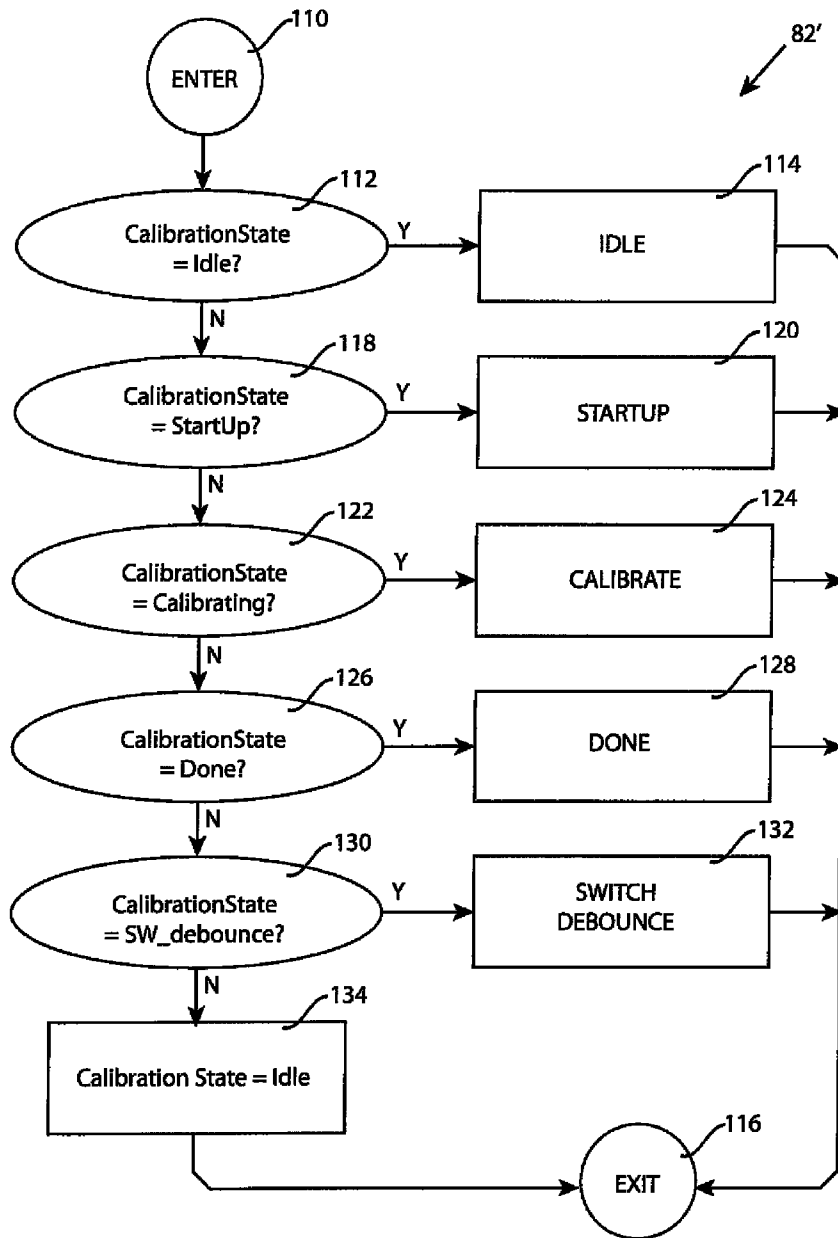 110
82'
ENTER
112
114
CalibrationState
= Idle?
Y
IDLE
N
118
120
CalibrationState
= StartUp?
Y
STARTUP
N
122
124
CalibrationState
= Calibrating?
Y
CALIBRATE
N
126
128
CalibrationState
= Done?
Y
DONE
N
130
132
CalibrationState
= SW_debounce?
Y
SWITCH
DEBOUNCE
N
134
Calibration State = Idle
116
EXIT